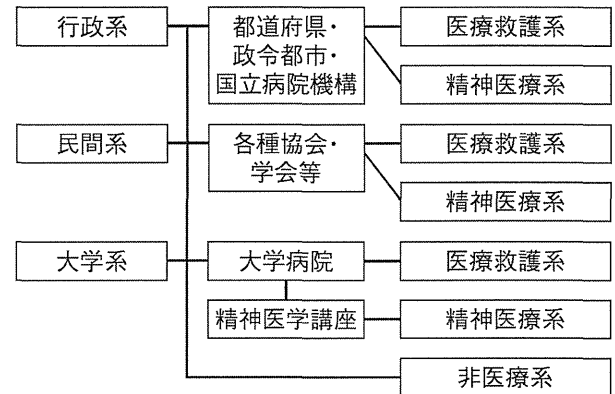 行政系
都道府県・
政令都市・
国立病院機構
医療救護系
精神医療系
民間系
各種協会・
学会等
医療救護系
精神医療系
大学系
大学病院
医療救護系
精神医学講座
精神医療系
非医療系